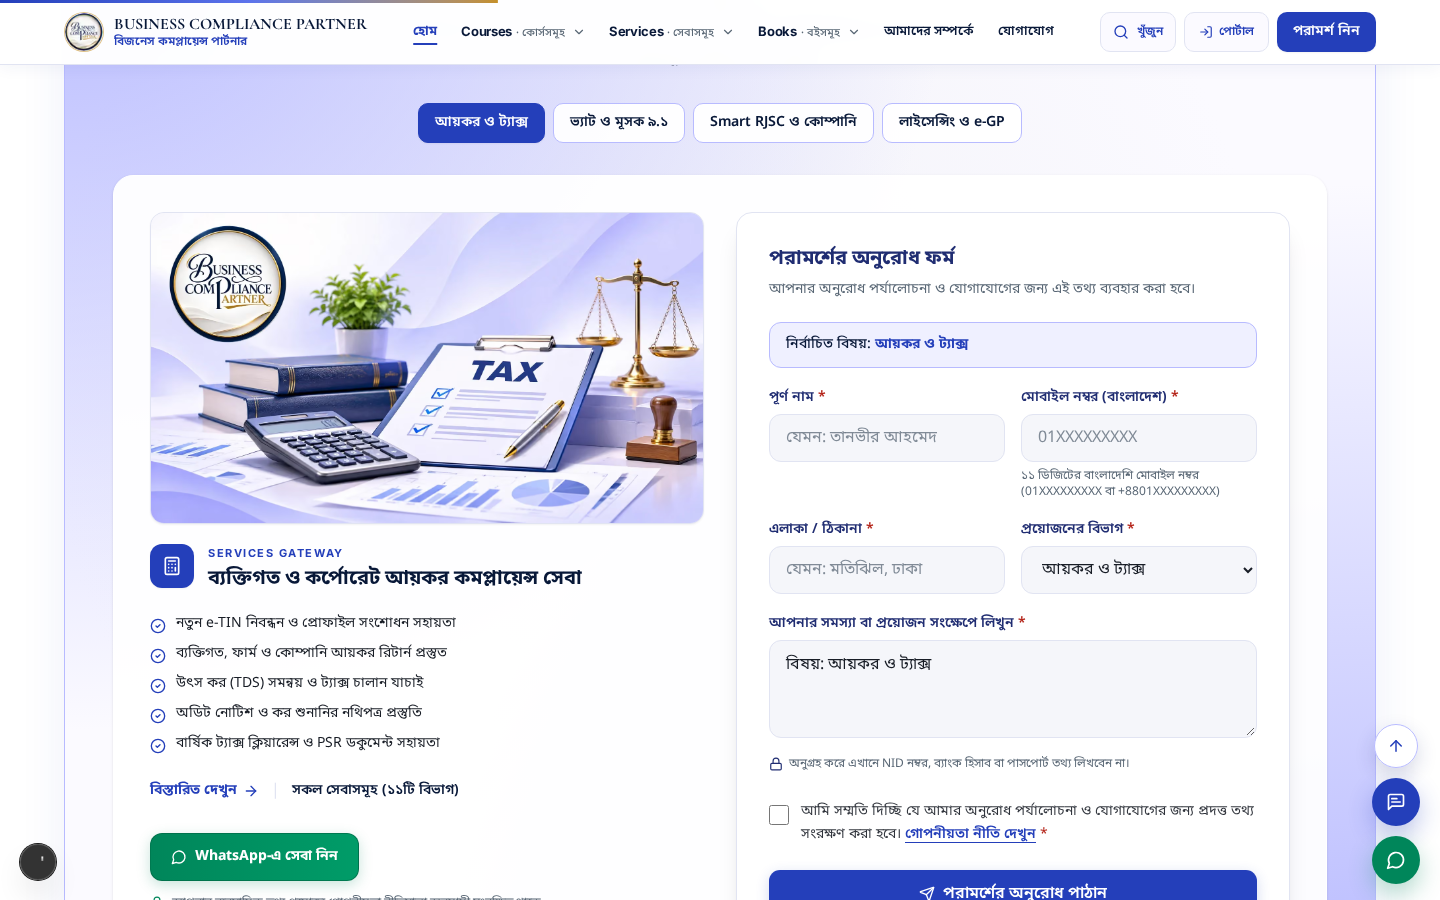 BUSINESS COMPLIANCE PARTNER
বিজনেস কমপ্লায়েন্স পার্টনার
হোম
Courses · কোর্সসমূহ
Services · সেবাসমূহ
Books · বইসমূহ
আমাদের সম্পর্কে
যোগাযোগ
খুঁজুন
পোর্টাল
পরামর্শ নিন
আয়কর ও ট্যাক্স
ভ্যাট ও মূসক ৯.১
Smart RJSC ও কোম্পানি
লাইসেন্সিং ও e-GP
BUSINESS
COMPLIANCE
PARTNER
TAX
SERVICES GATEWAY
ব্যক্তিগত ও কর্পোরেট আয়কর কমপ্লায়েন্স সেবা
নতুন e-TIN নিবন্ধন ও প্রোফাইল সংশোধন সহায়তা
ব্যক্তিগত, ফার্ম ও কোম্পানি আয়কর রিটার্ন প্রস্তুত
উৎস কর (TDS) সমন্বয় ও ট্যাক্স চালান যাচাই
অডিট নোটিশ ও কর শুনানির নথিপত্র প্রস্তুতি
বার্ষিক ট্যাক্স ক্লিয়ারেন্স ও PSR ডকুমেন্ট সহায়তা
বিস্তারিত দেখুন
সকল সেবাসমূহ (১১টি বিভাগ)
WhatsApp-এ সেবা নিন
পরামর্শের অনুরোধ ফর্ম
আপনার অনুরোধ পর্যালোচনা ও যোগাযোগের জন্য এই তথ্য ব্যবহার করা হবে।
নির্বাচিত বিষয়: আয়কর ও ট্যাক্স
পূর্ণ নাম *
মোবাইল নম্বর (বাংলাদেশ) *
যেমন: তানভীর আহমেদ
01XXXXXXXXX
১১ ডিজিটের বাংলাদেশি মোবাইল নম্বর
(01XXXXXXXXX বা +8801XXXXXXXXX)
এলাকা / ঠিকানা *
প্রয়োজনের বিভাগ *
যেমন: মতিঝিল, ঢাকা
আয়কর ও ট্যাক্স
আপনার সমস্যা বা প্রয়োজন সংক্ষেপে লিখুন *
বিষয়: আয়কর ও ট্যাক্স
অনুগ্রহ করে এখানে NID নম্বর, ব্যাংক হিসাব বা পাসপোর্ট তথ্য লিখবেন না।
আমি সম্মতি দিচ্ছি যে আমার অনুরোধ পর্যালোচনা ও যোগাযোগের জন্য প্রদত্ত তথ্য
সংরক্ষণ করা হবে। গোপনীয়তা নীতি দেখুন *
পরামর্শের অনুরোধ পাঠান